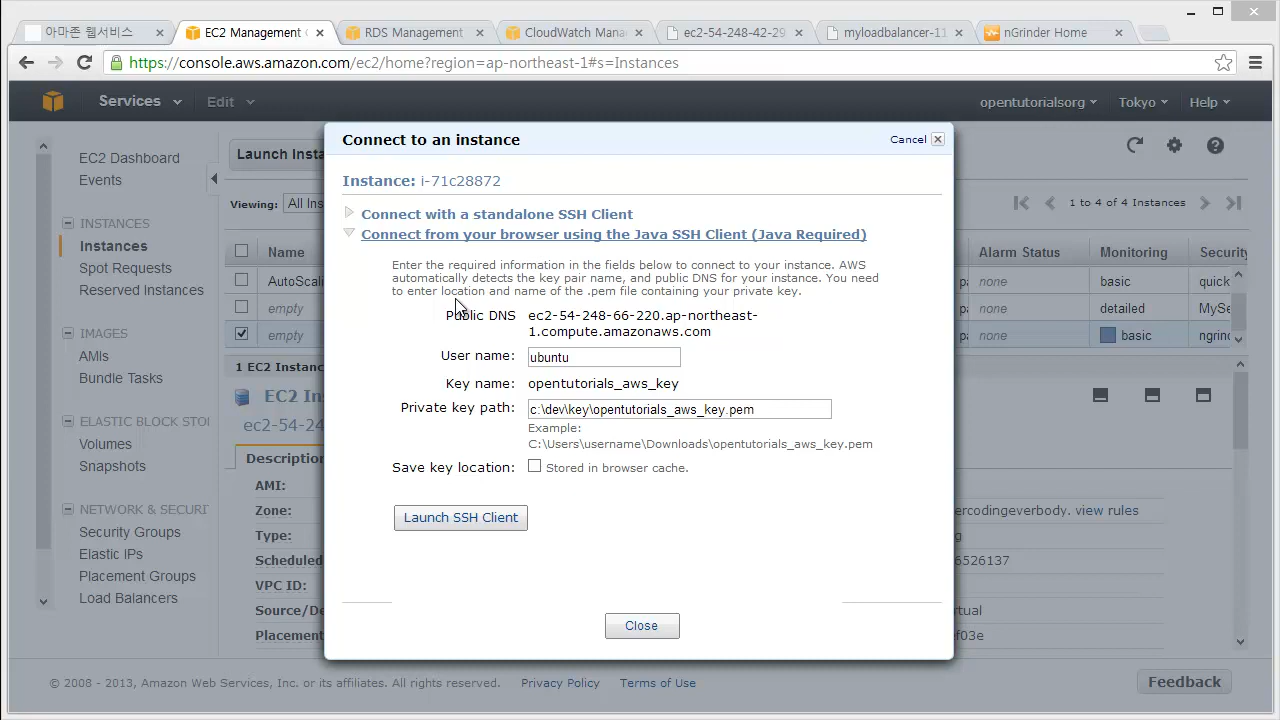 아마존 웹서비스
EC2 Management
RDS Management
CloudWatch Mana
ec2-54-248-42-29
myloadbalancer-11
nGrinder Home
https://console.aws.amazon.com/ec2/home?region=ap-northeast-1#s=Instances
Services
Edit
opentutorialsorg
Tokyo
Help
EC2 Dashboard
Events
INSTANCES
Instances
Spot Requests
Reserved Instances
IMAGES
AMIs
Bundle Tasks
ELASTIC BLOCK STO
Volumes
Snapshots
NETWORK & SECURI
Security Groups
Elastic IPs
Placement Groups
Load Balancers
Launch Insta
Viewing:
All Ins
1 to 4 of 4 Instances
Name
Alarm Status
Monitoring
Security
AutoScali
none
basic
quick
empty
none
detailed
MySe
empty
none
basic
ngrin
1 EC2 Instanc
EC2 In
ec2-54-24
Description
AMI:
Zone:
ercodingeverbody. view rules
Type:
Scheduled
6526137
VPC ID:
Source/De
rtual
Placement
ef03e
Connect to an instance
Cancel
Instance: i-71c28872
Connect with a standalone SSH Client
Connect from your browser using the Java SSH Client (Java Required)
Enter the required information in the fields below to connect to your instance. AWS
automatically detects the key pair name, and public DNS for your instance. You need
to enter location and name of the .pem file containing your private key.
Public DNS ec2-54-248-66-220.ap-northeast-
1.compute.amazonaws.com
User name: ubuntu
Key name: opentutorials_aws_key
Private key path: c:\dev\key\opentutorials_aws_key.pem
Example:
C:\Users\username\Downloads\opentutorials_aws_key.pem
Save key location: Stored in browser cache.
Launch SSH Client
Close
© 2008 - 2013, Amazon Web Services, Inc. or its affiliates. All rights reserved.
Privacy Policy
Terms of Use
Feedback